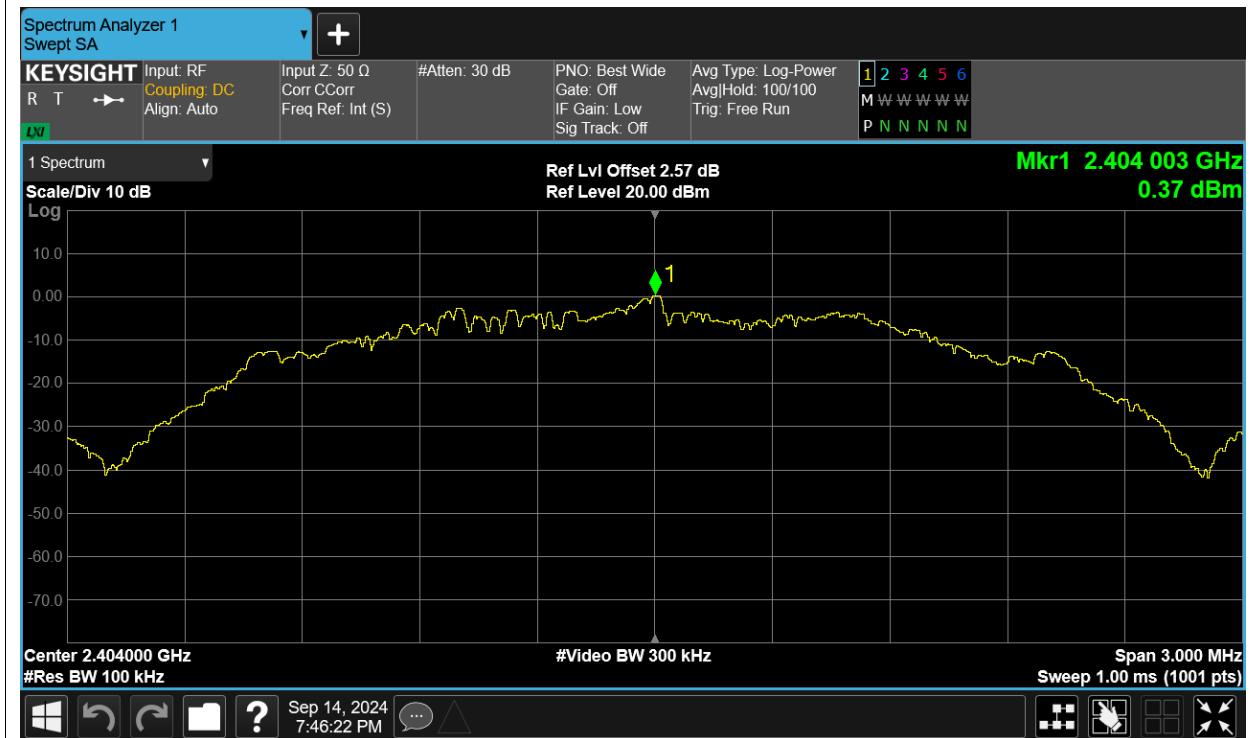 Spectrum Analyzer 1
Swept SA
KEYSIGHT
R T
LXI
Input: RF
Coupling: DC
Align: Auto
Input Z: 50 Ω
Corr CCorr
Freq Ref: Int (S)
#Atten: 30 dB
PNO: Best Wide
Gate: Off
IF Gain: Low
Sig Track: Off
Avg Type: Log-Power
Avg|Hold: 100/100
Trig: Free Run
1 2 3 4 5 6
M W W W W W
P N N N N N
1 Spectrum
Scale/Div 10 dB
Log
Ref Lvl Offset 2.57 dB
Ref Level 20.00 dBm
Mkr1 2.404 003 GHz
0.37 dBm
1
10.0
0.00
-10.0
-20.0
-30.0
-40.0
-50.0
-60.0
-70.0
Center 2.404000 GHz
#Res BW 100 kHz
#Video BW 300 kHz
Span 3.000 MHz
Sweep 1.00 ms (1001 pts)
?
Sep 14, 2024
7:46:22 PM